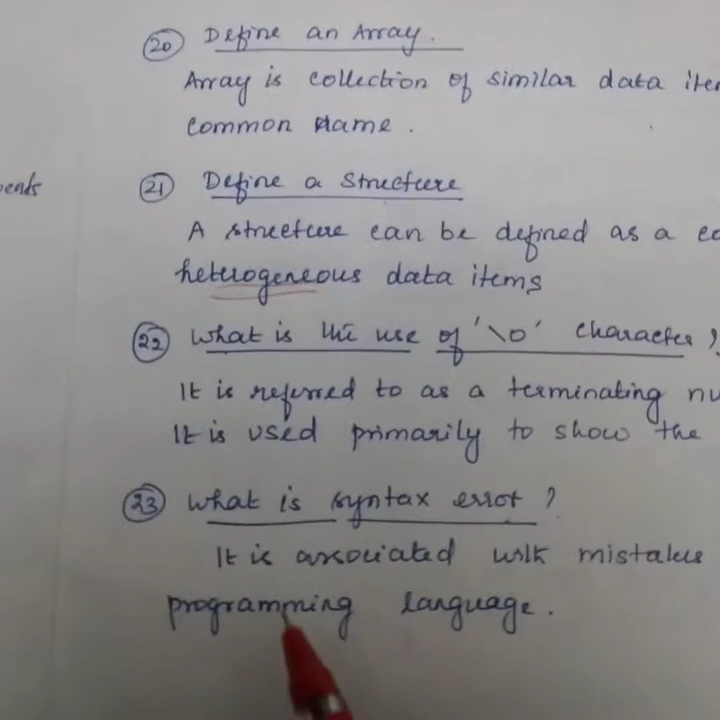 20 Define an Array.
Array is collection of similar data
common Name.
21 Define a Structure
A structure can be defined as a
heterogeneous data items
22 What is the use of '\0' character?
It is referred to as a terminating
It is used primarily to show the
23 What is syntax error?
It is associated with mistakes
programming language.